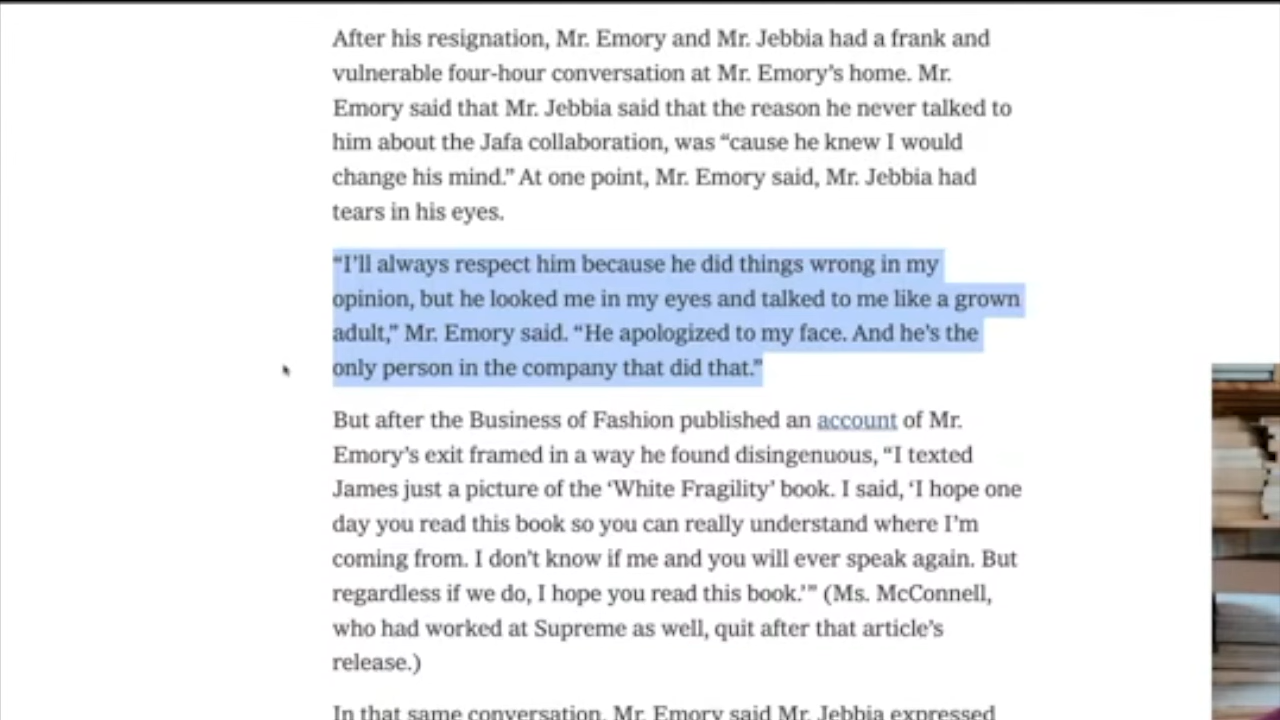 After his resignation, Mr. Emory and Mr. Jebbia had a frank and
vulnerable four-hour conversation at Mr. Emory’s home. Mr.
Emory said that Mr. Jebbia said that the reason he never talked to
him about the Jafa collaboration, was “cause he knew I would
change his mind.” At one point, Mr. Emory said, Mr. Jebbia had
tears in his eyes.
“I’ll always respect him because he did things wrong in my
opinion, but he looked me in my eyes and talked to me like a grown
adult,” Mr. Emory said. “He apologized to my face. And he’s the
only person in the company that did that.”
But after the Business of Fashion published an account of Mr.
Emory’s exit framed in a way he found disingenuous, “I texted
James just a picture of the ‘White Fragility’ book. I said, ‘I hope one
day you read this book so you can really understand where I’m
coming from. I don’t know if me and you will ever speak again. But
regardless if we do, I hope you read this book.’” (Ms. McConnell,
who had worked at Supreme as well, quit after that article’s
release.)
In that same conversation, Mr. Emory said Mr. Jebbia expressed